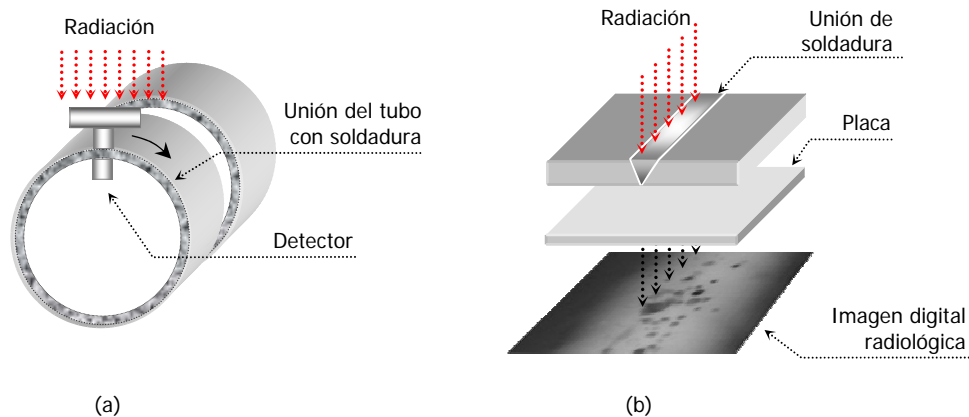 Radiación
Unión del tubo
con soldadura
Detector
(a)
Radiación
Unión de
soldadura
Placa
Imagen digital
radiológica
(b)